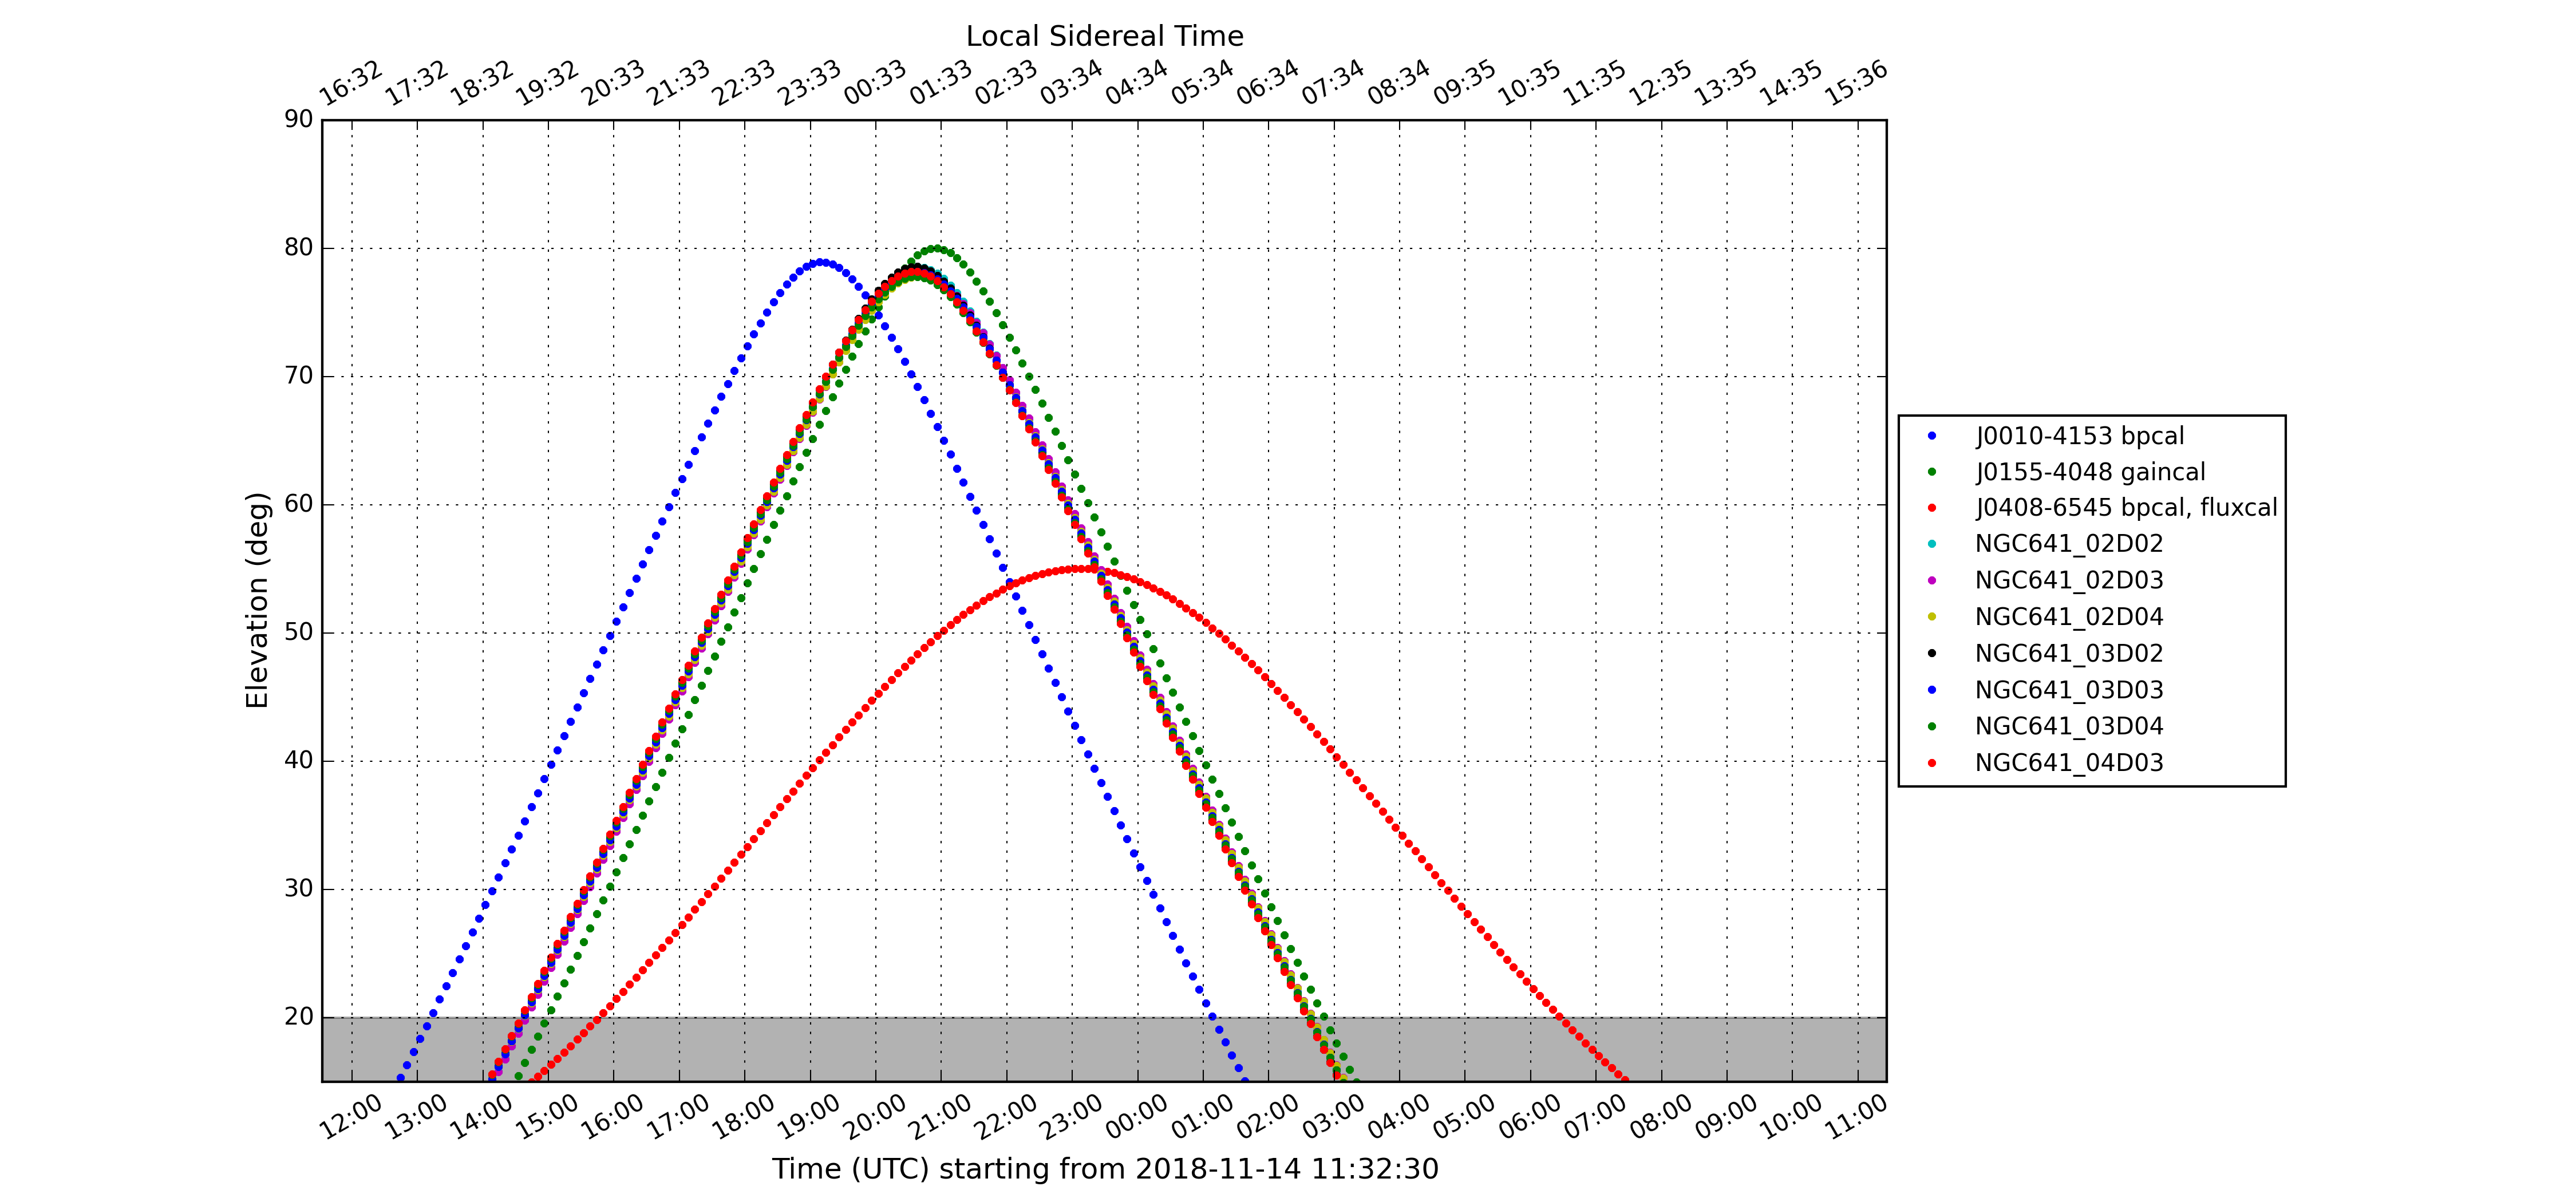 Local Sidereal Time
16:32 17:32 18:32 19:32 20:33 21:33 22:33 23:33 00:33 01:33 02:33 03:34 04:34 05:34 06:34 07:34 08:34 09:35 10:35 11:35 12:35 13:35 14:35 15:36
90
80
70
60
50
40
30
20
Elevation (deg)
J0010-4153 bpcal
J0155-4048 gaincal
J0408-6545 bpcal, fluxcal
NGC641_02D02
NGC641_02D03
NGC641_02D04
NGC641_03D02
NGC641_03D03
NGC641_03D04
NGC641_04D03
12:00 13:00 14:00 15:00 16:00 17:00 18:00 19:00 20:00 21:00 22:00 23:00 00:00 01:00 02:00 03:00 04:00 05:00 06:00 07:00 08:00 09:00 10:00 11:00
Time (UTC) starting from 2018-11-14 11:32:30